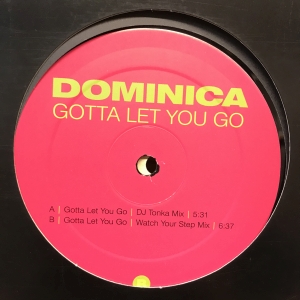 DOMINICA
GOTTA LET YOU GO
A | Gotta Let You Go | DJ Tonka Mix | 5:31
B | Gotta Let You Go | Watch Your Step Mix | 6:37